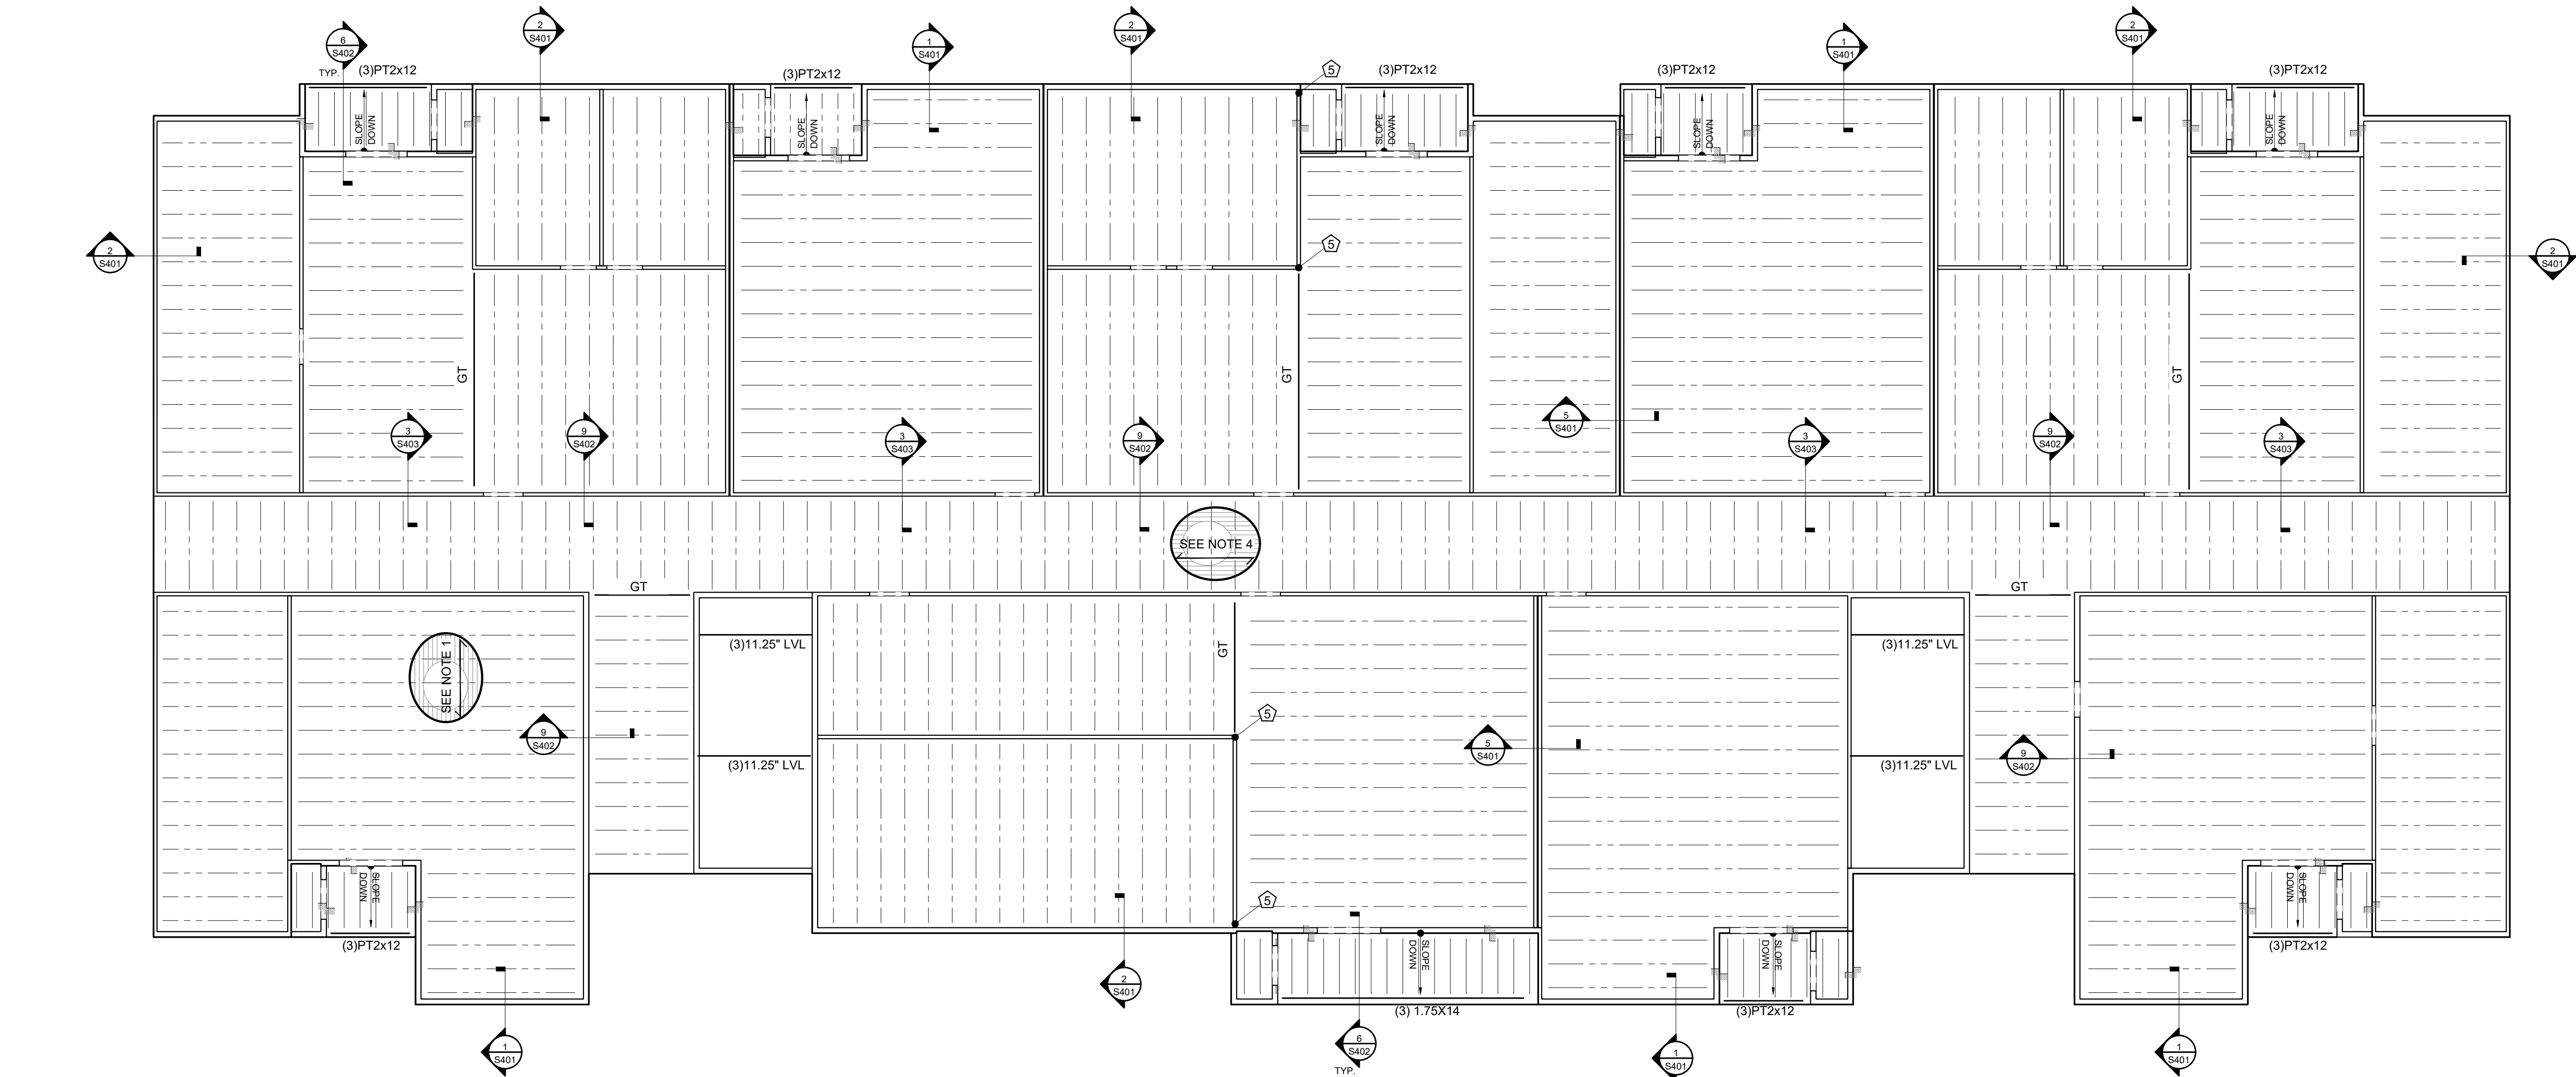 2
S401
2
S401
2
S401
6
S402
TYP.
1
S401
1
S401
(3)PT2x12
(3)PT2x12
(3)PT2x12
(3)PT2x12
(3)PT2x12
5
SLOPE
DOWN
SLOPE
DOWN
SLOPE
DOWN
SLOPE
DOWN
SLOPE
DOWN
2
S401
5
2
S401
GT
GT
GT
5
S401
3
S403
9
S402
3
S403
9
S402
3
S403
9
S402
3
S403
SEE NOTE 4
GT
GT
(3)11.25" LVL
(3)11.25" LVL
GT
SEE NOTE 1
5
9
S402
5
S401
9
S402
(3)11.25" LVL
(3)11.25" LVL
SLOPE
DOWN
5
SLOPE
DOWN
SLOPE
DOWN
SLOPE
DOWN
(3)PT2x12
(3)PT2x12
2
S401
(3) 1.75X14
(3)PT2x12
1
S401
6
S402
TYP.
1
S401
1
S401